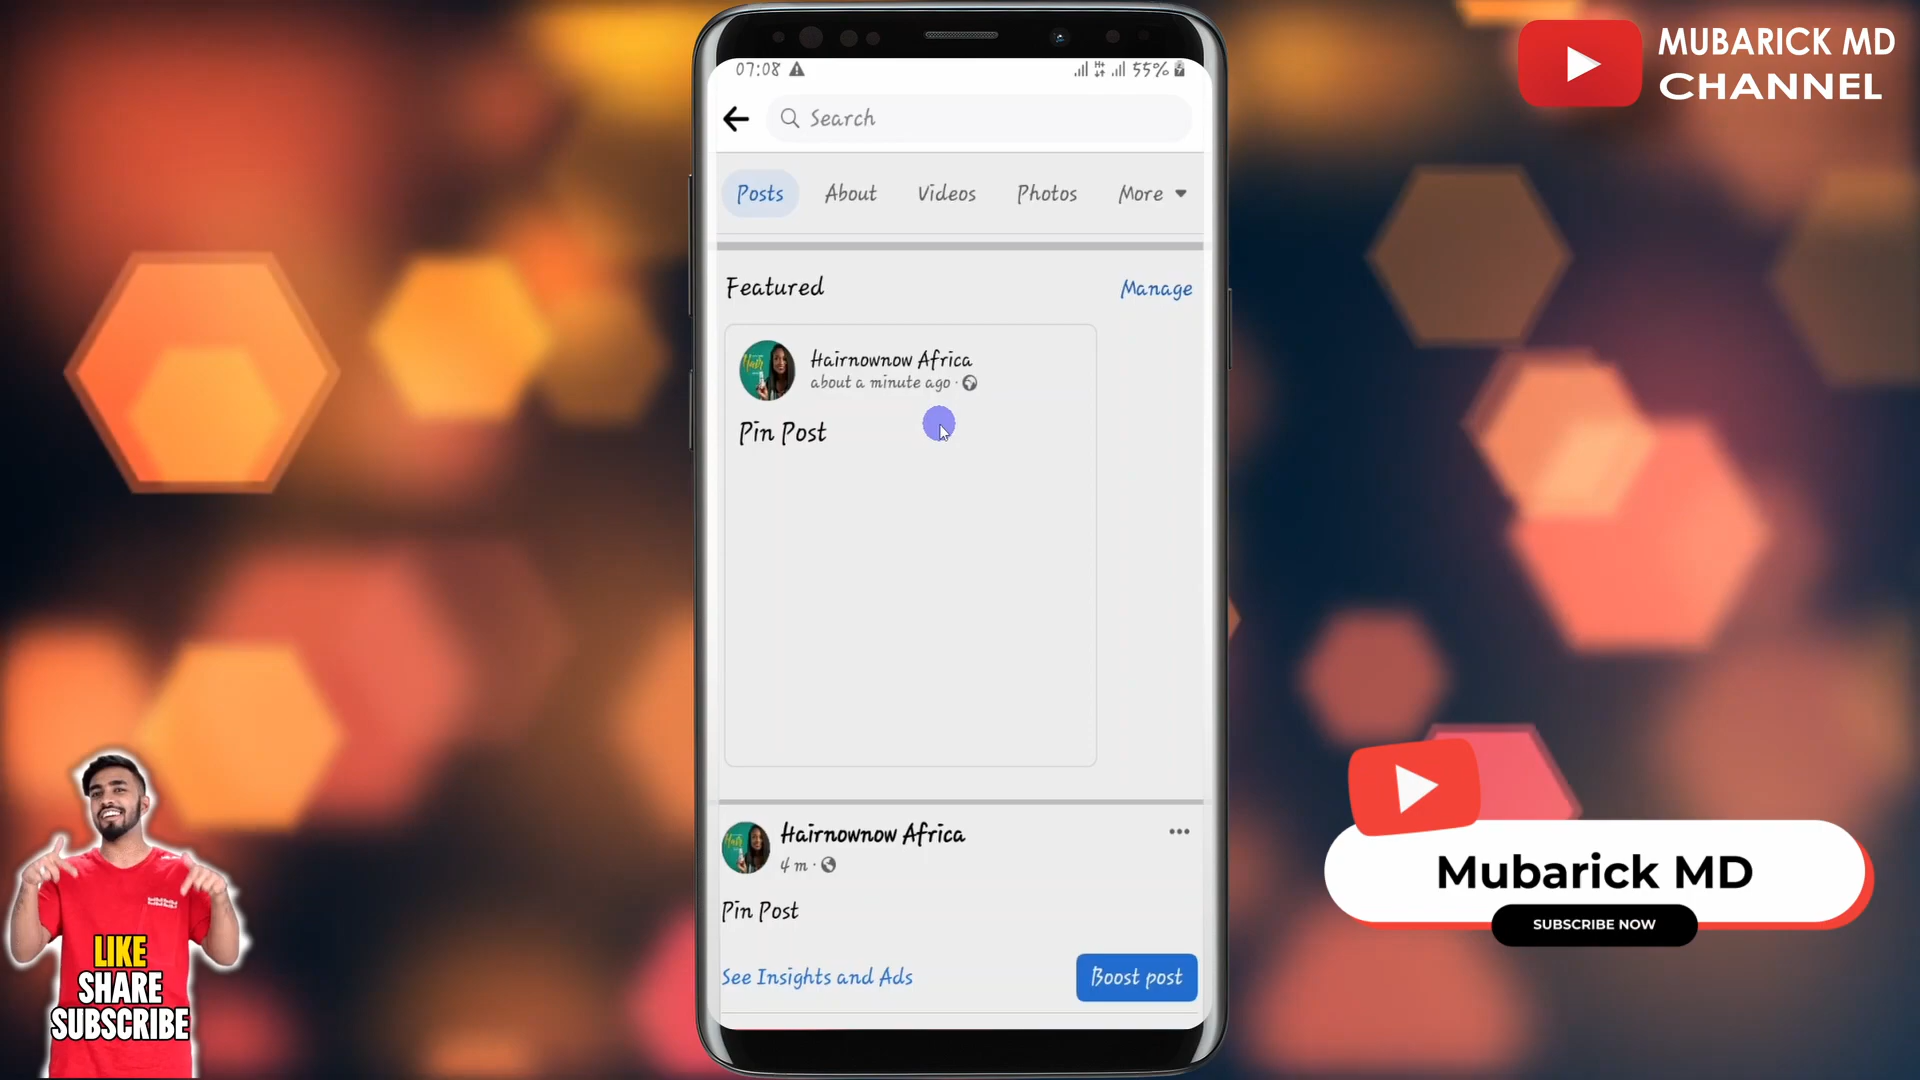 MUBARICK MD
CHANNEL
07:08
55%
Search
Posts
About
Videos
Photos
More
Featured
Manage
Hair
Hairnownow Africa
about a minute ago ·
Pin Post
Hairnownow Africa
4 m ·
Pin Post
See Insights and Ads
Boost post
LIKE
SHARE
SUBSCRIBE
Mubarick MD
SUBSCRIBE NOW